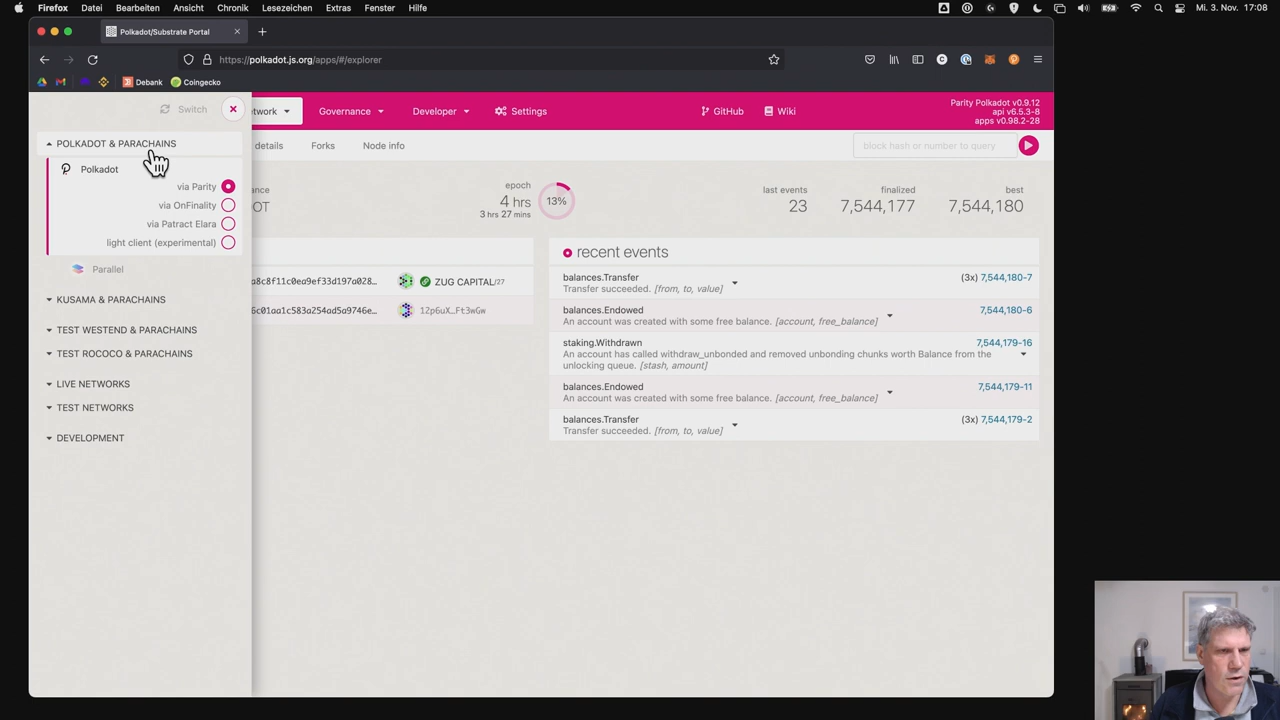 Firefox Datei Bearbeiten Ansicht Chronik Lesezeichen Extras Fenster Hilfe Mi. 3. Nov. 17:08
Polkadot/Substrate Portal
https://polkadot.js.org/apps/#/explorer
Debank Coingecko
Switch
twork Governance Developer Settings GitHub Wiki
Parity Polkadot v0.9.12
api v6.5.3-8
apps v0.98.2-28
details Forks Node info block hash or number to query
POLKADOT & PARACHAINS
Polkadot
via Parity
via OnFinality
via Patract Elara
light client (experimental)
Parallel
KUSAMA & PARACHAINS
TEST WESTEND & PARACHAINS
TEST ROCOCO & PARACHAINS
LIVE NETWORKS
TEST NETWORKS
DEVELOPMENT
ance
OT
epoch
4 hrs
3 hrs 27 mins
13%
last events
23
finalized
7,544,177
best
7,544,180
a8c8f11c0ea9ef33d197a028… ZUG CAPITAL/27
6c01aa1c583a254ad5a9746e… 12p6uX…Ft3wGw
recent events
balances.Transfer (3x) 7,544,180-7
Transfer succeeded. [from, to, value]
balances.Endowed 7,544,180-6
An account was created with some free balance. [account, free_balance]
staking.Withdrawn 7,544,179-16
An account has called withdraw_unbonded and removed unbonding chunks worth Balance from the
unlocking queue. [stash, amount]
balances.Endowed 7,544,179-11
An account was created with some free balance. [account, free_balance]
balances.Transfer (3x) 7,544,179-2
Transfer succeeded. [from, to, value]